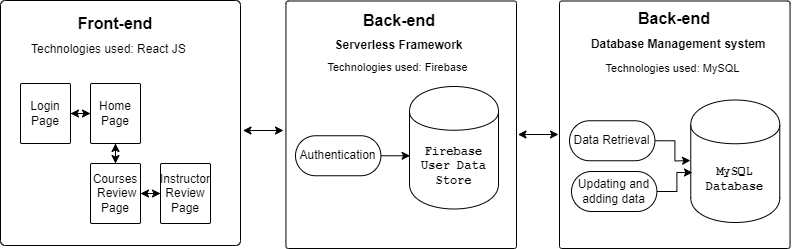 Front-end
Technologies used: React JS
Login
Page
Home
Page
Courses
Review
Page
Instructor
Review
Page
Back-end
Serverless Framework
Technologies used: Firebase
Authentication
Firebase
User Data
Store
Back-end
Database Management system
Technologies used: MySQL
Data Retrieval
Updating and
adding data
MySQL
Database